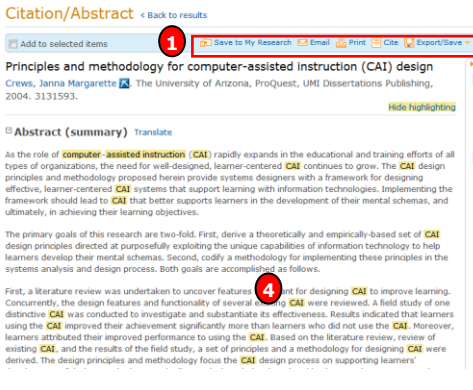 Citation/Abstract ‹ Back to results
Add to selected items
1
Save to My Research Email Print Cite Export/Save
Principles and methodology for computer-assisted instruction (CAI) design
Crews, Janna Margarette. The University of Arizona, ProQuest, UMI Dissertations Publishing,
2004. 3131593.
Hide highlighting
Abstract (summary) Translate
As the role of computer-assisted instruction (CAI) rapidly expands in the educational and training efforts of all
types of organizations, the need for well-designed, learner-centered CAI continues to grow. The CAI design
principles and methodology proposed herein provide systems designers with a framework for designing
effective, learner-centered CAI systems that support learning with information technologies. Implementing the
framework should lead to CAI that better supports learners in the development of their mental schemas, and
ultimately, in achieving their learning objectives.
The primary goals of this research are two-fold. First, derive a theoretically and empirically-based set of CAI
design principles directed at purposefully exploiting the unique capabilities of information technology to help
learners develop their mental schemas. Second, codify a methodology for implementing these principles in the
systems analysis and design process. Both goals are accomplished as follows.
First, a literature review was undertaken to uncover features 4 ant for designing CAI to improve learning.
Concurrently, the design features and functionality of several CAI were reviewed. A field study of one
distinctive CAI was conducted to investigate and substantiate its effectiveness. Results indicated that learners
using the CAI improved their achievement significantly more than learners who did not use the CAI. Moreover,
learners attributed their improved performance to using the CAI. Based on the literature review, review of
existing CAI, and the results of the field study, a set of principles and a methodology for designing CAI were
derived. The design principles and methodology focus the CAI design process on supporting learners'